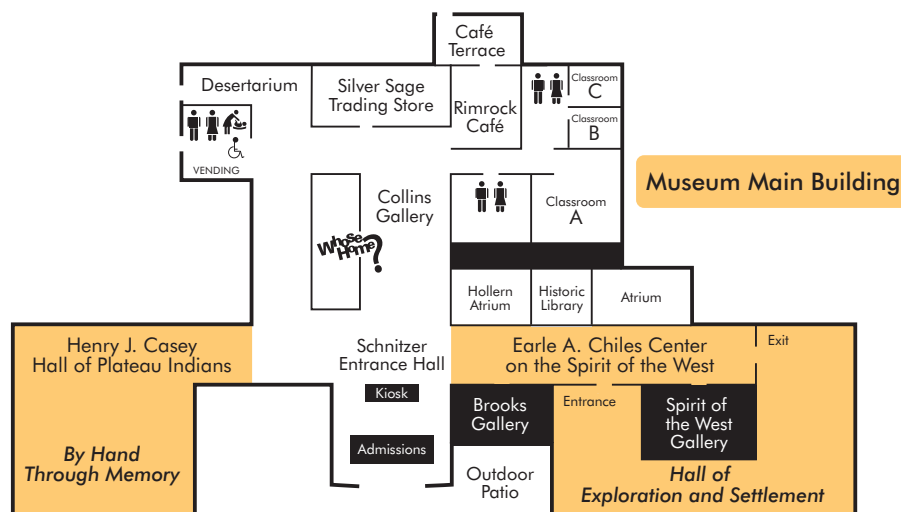 Café
Terrace
Desertarium
Silver Sage
Trading Store
Rimrock
Café
Classroom
C
Classroom
B
VENDING
Museum Main Building
Collins
Gallery
Classroom
A
Whose
Home?
Hollern
Atrium
Historic
Library
Atrium
Henry J. Casey
Hall of Plateau Indians
Schnitzer
Entrance Hall
Earle A. Chiles Center
on the Spirit of the West
Exit
Kiosk
Brooks
Gallery
Entrance
Spirit of
the West
Gallery
Admissions
By Hand
Through Memory
Outdoor
Patio
Hall of
Exploration and Settlement